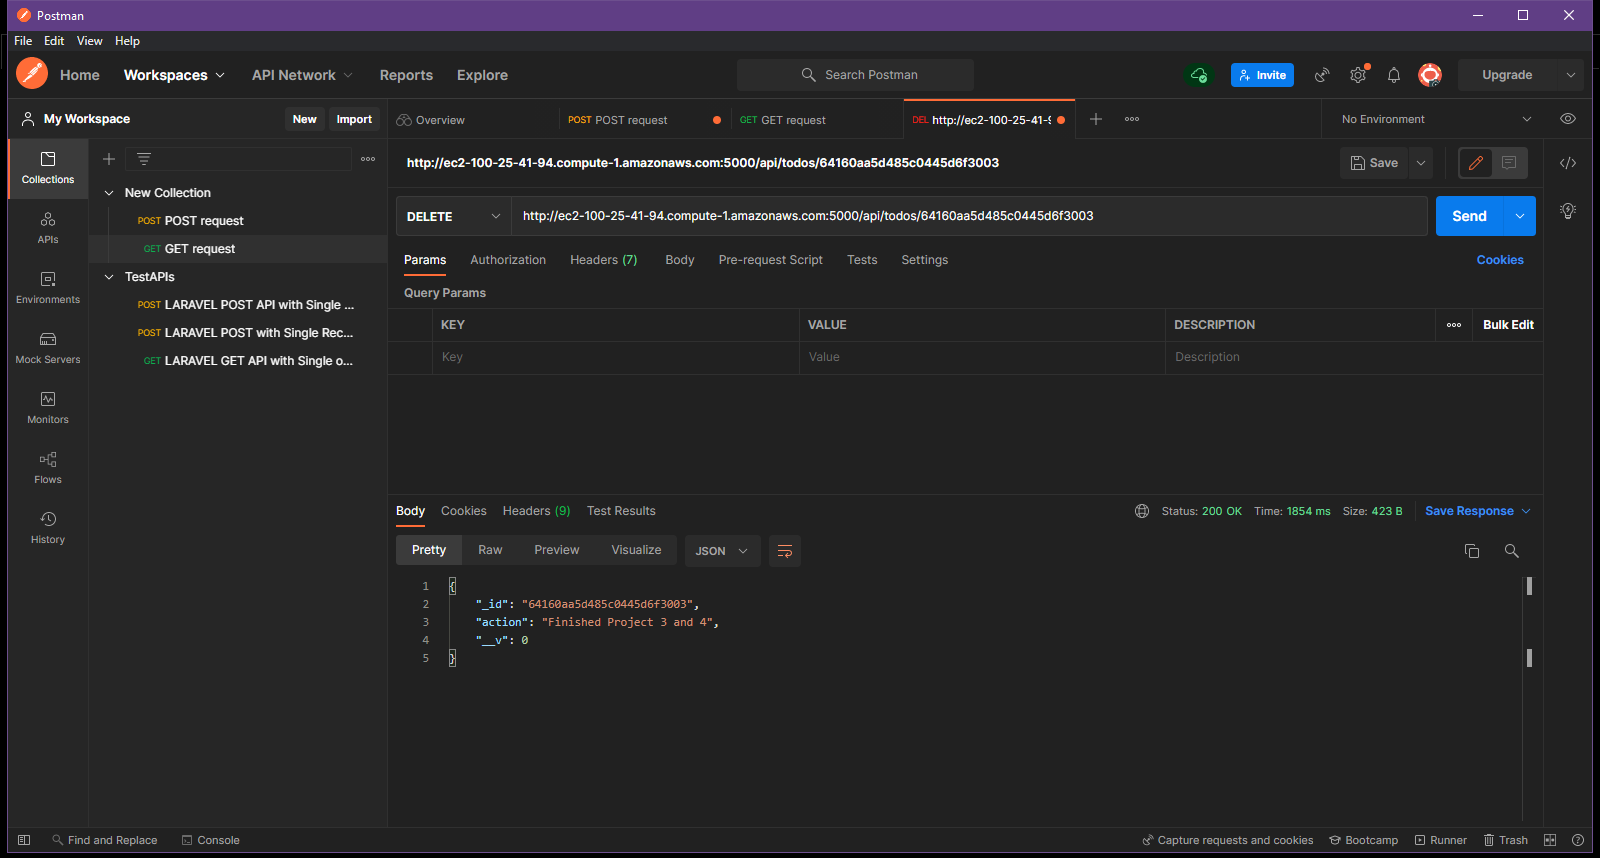 Postman
File Edit View Help
Home Workspaces API Network Reports Explore Search Postman Invite Upgrade
My Workspace New Import
Overview POST POST request GET GET request DEL http://ec2-100-25-41-9 No Environment
Collections
APIs
Environments
Mock Servers
Monitors
Flows
History
New Collection
POST POST request
GET GET request
TestAPIs
POST LARAVEL POST API with Single ...
POST LARAVEL POST with Single Rec...
GET LARAVEL GET API with Single o...
http://ec2-100-25-41-94.compute-1.amazonaws.com:5000/api/todos/64160aa5d485c0445d6f3003 Save
DELETE http://ec2-100-25-41-94.compute-1.amazonaws.com:5000/api/todos/64160aa5d485c0445d6f3003 Send
Params Authorization Headers (7) Body Pre-request Script Tests Settings Cookies
Query Params
KEY VALUE DESCRIPTION Bulk Edit
Key Value Description
Body Cookies Headers (9) Test Results Status: 200 OK Time: 1854 ms Size: 423 B Save Response
Pretty Raw Preview Visualize JSON
1 {
2 "_id": "64160aa5d485c0445d6f3003",
3 "action": "Finished Project 3 and 4",
4 "__v": 0
5 }
Find and Replace Console Capture requests and cookies Bootcamp Runner Trash